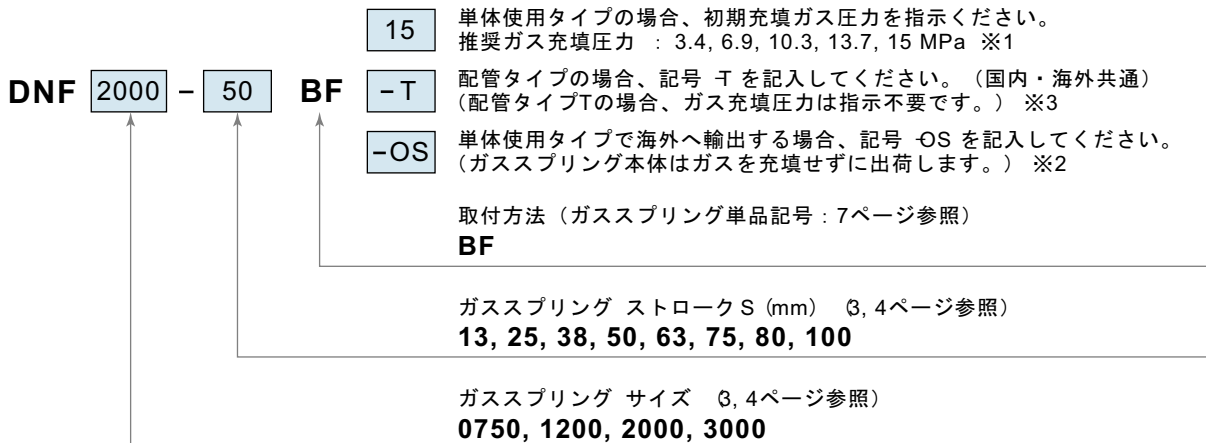 15
単体使用タイプの場合、初期充填ガス圧力を指示ください。
推奨ガス充填圧力 : 3.4, 6.9, 10.3, 13.7, 15 MPa ※1
DNF 2000 – 50 BF
–T
配管タイプの場合、記号 -T を記入してください。（国内・海外共通）
（配管タイプTの場合、ガス充填圧力は指示不要です。） ※3
–OS
単体使用タイプで海外へ輸出する場合、記号 -OS を記入してください。
（ガススプリング本体はガスを充填せずに出荷します。） ※2
取付方法（ガススプリング単品記号：7ページ参照）
BF
ガススプリング ストロークS (mm) （3, 4ページ参照）
13, 25, 38, 50, 63, 75, 80, 100
ガススプリング サイズ （3, 4ページ参照）
0750, 1200, 2000, 3000